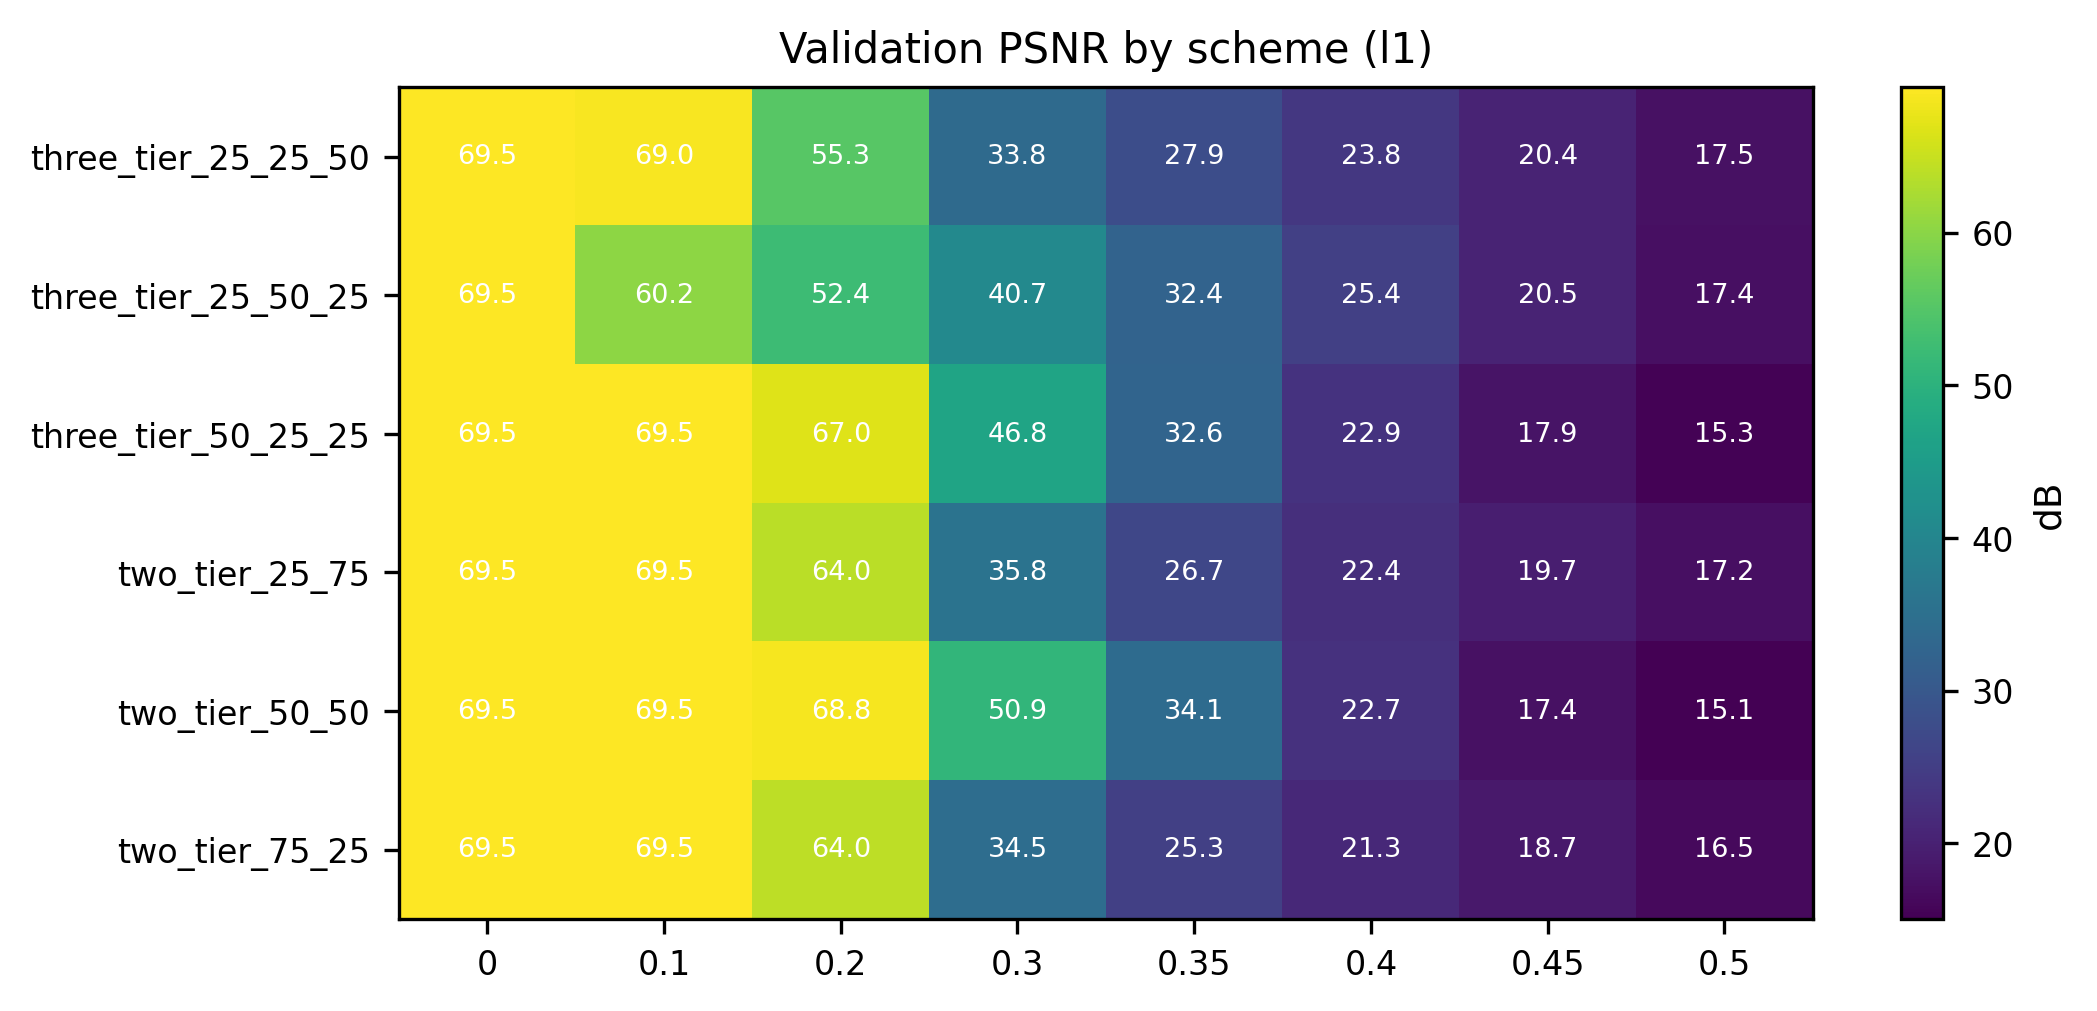 Validation PSNR by scheme (l1)
three_tier_25_25_50 69.5 69.0 55.3 33.8 27.9 23.8 20.4 17.5
three_tier_25_50_25 69.5 60.2 52.4 40.7 32.4 25.4 20.5 17.4
three_tier_50_25_25 69.5 69.5 67.0 46.8 32.6 22.9 17.9 15.3
two_tier_25_75 69.5 69.5 64.0 35.8 26.7 22.4 19.7 17.2
two_tier_50_50 69.5 69.5 68.8 50.9 34.1 22.7 17.4 15.1
two_tier_75_25 69.5 69.5 64.0 34.5 25.3 21.3 18.7 16.5
0 0.1 0.2 0.3 0.35 0.4 0.45 0.5
60
50
40
30
20
dB